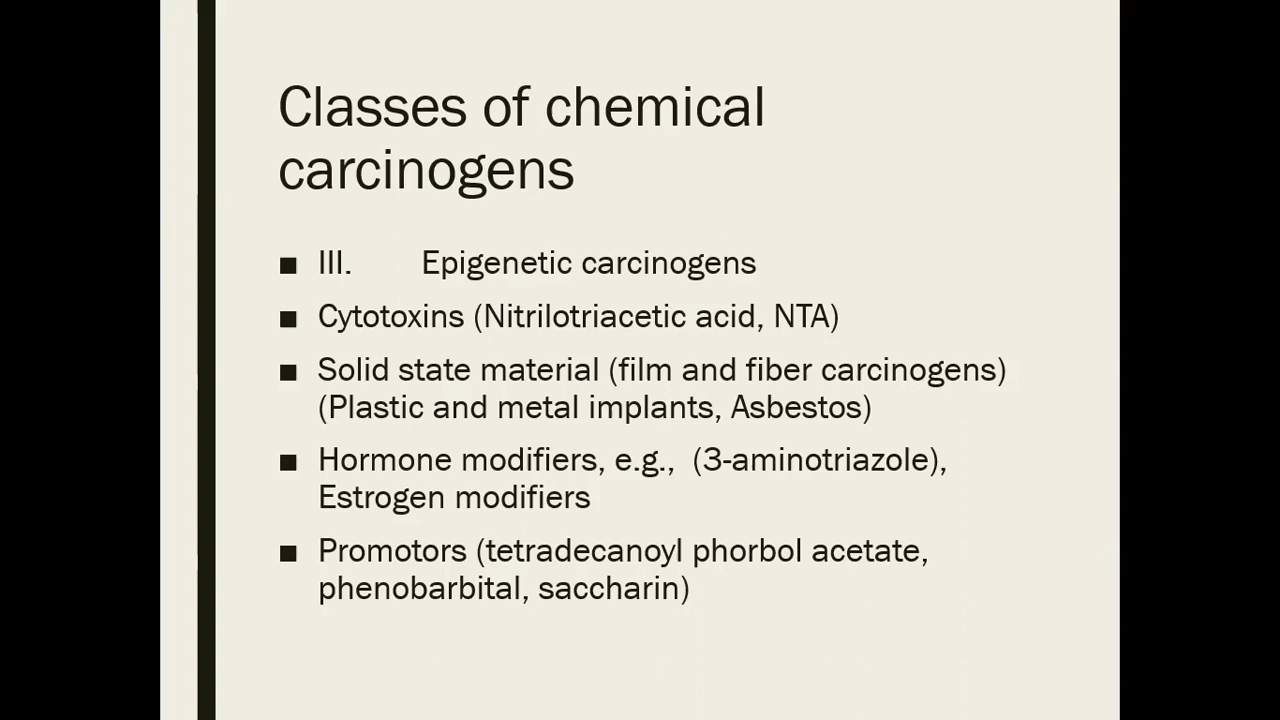 Classes of chemical
carcinogens
■ III. Epigenetic carcinogens
■ Cytotoxins (Nitrilotriacetic acid, NTA)
■ Solid state material (film and fiber carcinogens)
(Plastic and metal implants, Asbestos)
■ Hormone modifiers, e.g., (3-aminotriazole),
Estrogen modifiers
■ Promotors (tetradecanoyl phorbol acetate,
phenobarbital, saccharin)